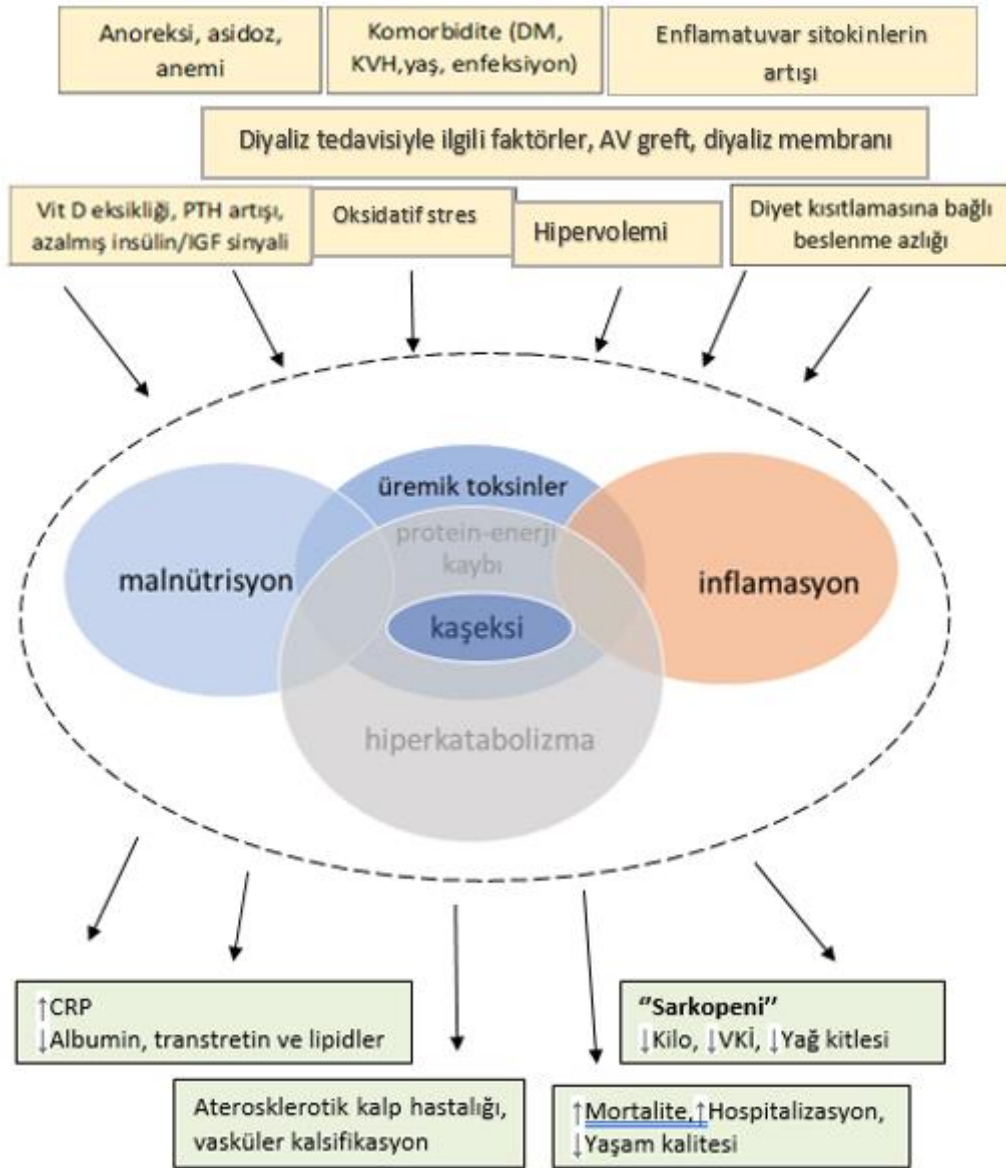 Anoreksi, asidoz,
anemi
Komorbidite (DM,
KVH,yaş, enfeksiyon)
Enflamatuvar sitokinlerin
artışı
Diyaliz tedavisiyle ilgili faktörler, AV greft, diyaliz membranı
Vit D eksikliği, PTH artışı,
azalmış insülin/IGF sinyali
Oksidatif stres
Hipervolemi
Diyet kısıtlamasına bağlı
beslenme azlığı
üremik toksinler
protein-enerji
kaybı
malnütrisyon
inflamasyon
kaşeksi
hiperkatabolizma
↑CRP
↓Albumin, transtretin ve lipidler
‘’Sarkopeni’’
↓Kilo, ↓VKİ, ↓Yağ kitlesi
Aterosklerotik kalp hastalığı,
vasküler kalsifikasyon
↑Mortalite,↑Hospitalizasyon,
↓Yaşam kalitesi